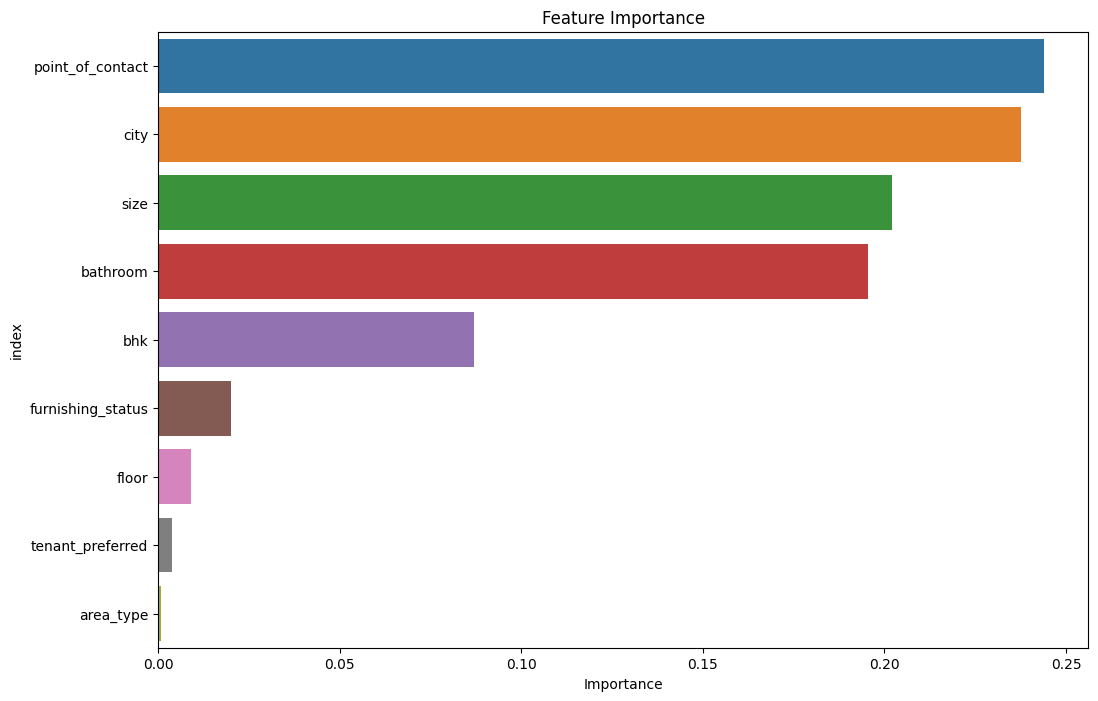 Feature Importance
point_of_contact
city
size
bathroom
bhk
furnishing_status
floor
tenant_preferred
area_type
index
0.00 0.05 0.10 0.15 0.20 0.25
Importance